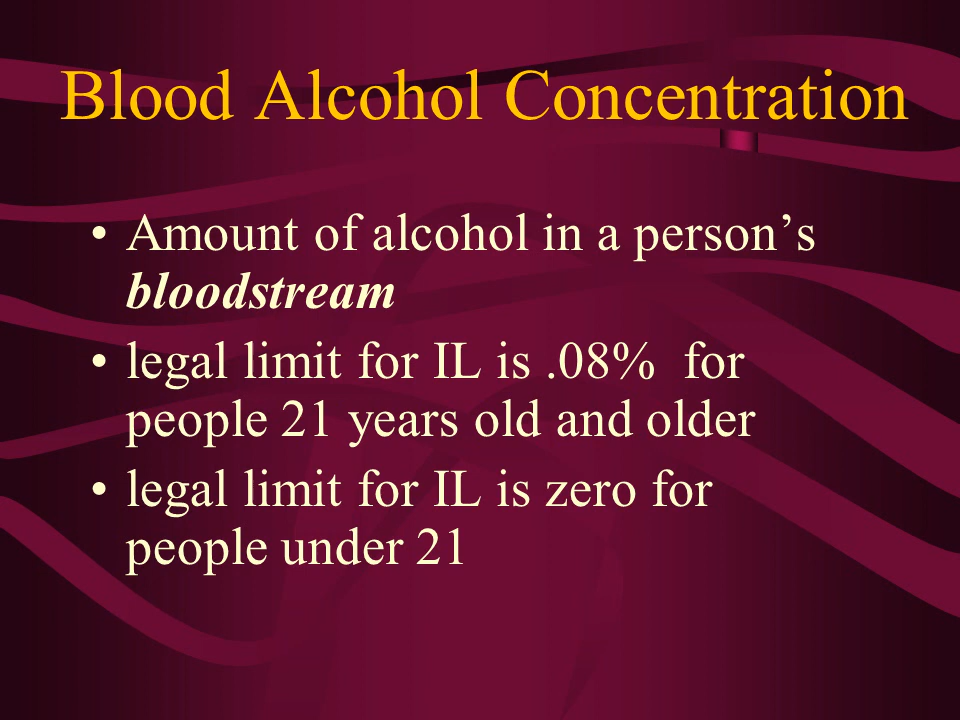 Blood Alcohol Concentration
• Amount of alcohol in a person’s
bloodstream
• legal limit for IL is .08%  for
people 21 years old and older
• legal limit for IL is zero for
people under 21